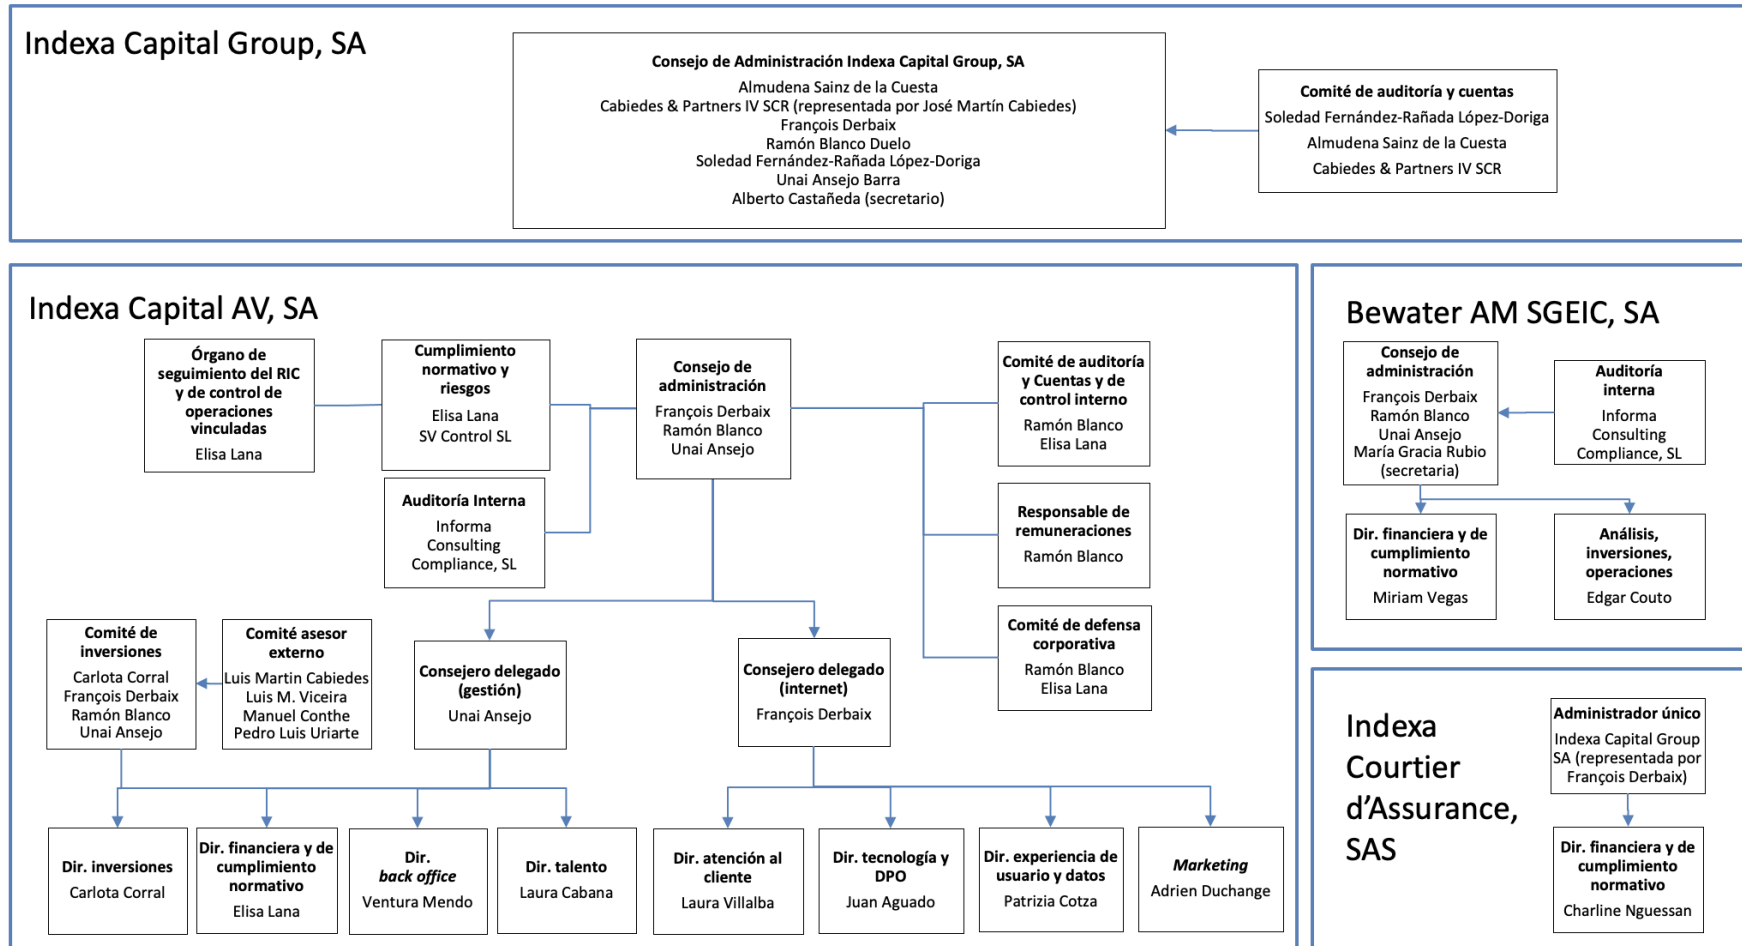 Indexa Capital Group, SA
Consejo de Administración Indexa Capital Group, SA
Almudena Sainz de la Cuesta
Cabiedes & Partners IV SCR (representada por José Martín Cabiedes)
François Derbaix
Ramón Blanco Duelo
Soledad Fernández-Rañada López-Doriga
Unai Ansejo Barra
Alberto Castañeda (secretario)
Comité de auditoría y cuentas
Soledad Fernández-Rañada López-Doriga
Almudena Sainz de la Cuesta
Cabiedes & Partners IV SCR
Indexa Capital AV, SA
Órgano de
seguimiento del RIC
y de control de
operaciones
vinculadas
Elisa Lana
Cumplimiento
normativo y
riesgos
Elisa Lana
SV Control SL
Auditoría Interna
Informa
Consulting
Compliance, SL
Consejo de
administración
François Derbaix
Ramón Blanco
Unai Ansejo
Comité de auditoría
y Cuentas y de
control interno
Ramón Blanco
Elisa Lana
Responsable de
remuneraciones
Ramón Blanco
Comité de defensa
corporativa
Ramón Blanco
Elisa Lana
Comité de
inversiones
Carlota Corral
François Derbaix
Ramón Blanco
Unai Ansejo
Comité asesor
externo
Luis Martin Cabiedes
Luis M. Viceira
Manuel Conthe
Pedro Luis Uriarte
Consejero delegado
(gestión)
Unai Ansejo
Consejero delegado
(internet)
François Derbaix
Dir. inversiones
Carlota Corral
Dir. financiera y de
cumplimiento
normativo
Elisa Lana
Dir.
back office
Ventura Mendo
Dir. talento
Laura Cabana
Dir. atención al
cliente
Laura Villalba
Dir. tecnología y
DPO
Juan Aguado
Dir. experiencia de
usuario y datos
Patrizia Cotza
Marketing
Adrien Duchange
Bewater AM SGEIC, SA
Consejo de
administración
François Derbaix
Ramón Blanco
Unai Ansejo
María Gracia Rubio
(secretaria)
Auditoría
interna
Informa
Consulting
Compliance, SL
Dir. financiera y de
cumplimiento
normativo
Miriam Vegas
Análisis,
inversiones,
operaciones
Edgar Couto
Indexa
Courtier
d’Assurance,
SAS
Administrador único
Indexa Capital Group
SA (representada por
François Derbaix)
Dir. financiera y de
cumplimiento
normativo
Charline Nguessan